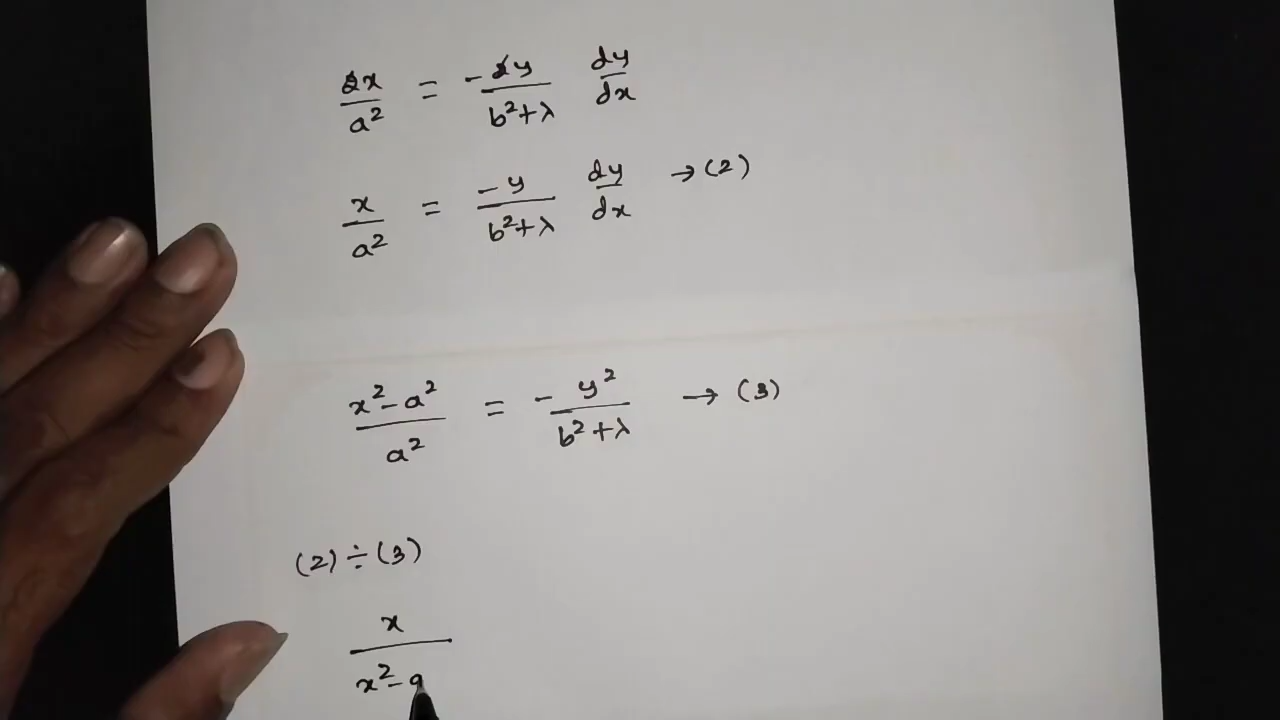 2x/a² = -2y/b²+λ dy/dx
x/a² = -y/b²+λ dy/dx → (2)
x²-a²/a² = - y²/b²+λ → (3)
(2) ÷ (3)
x/x²-a